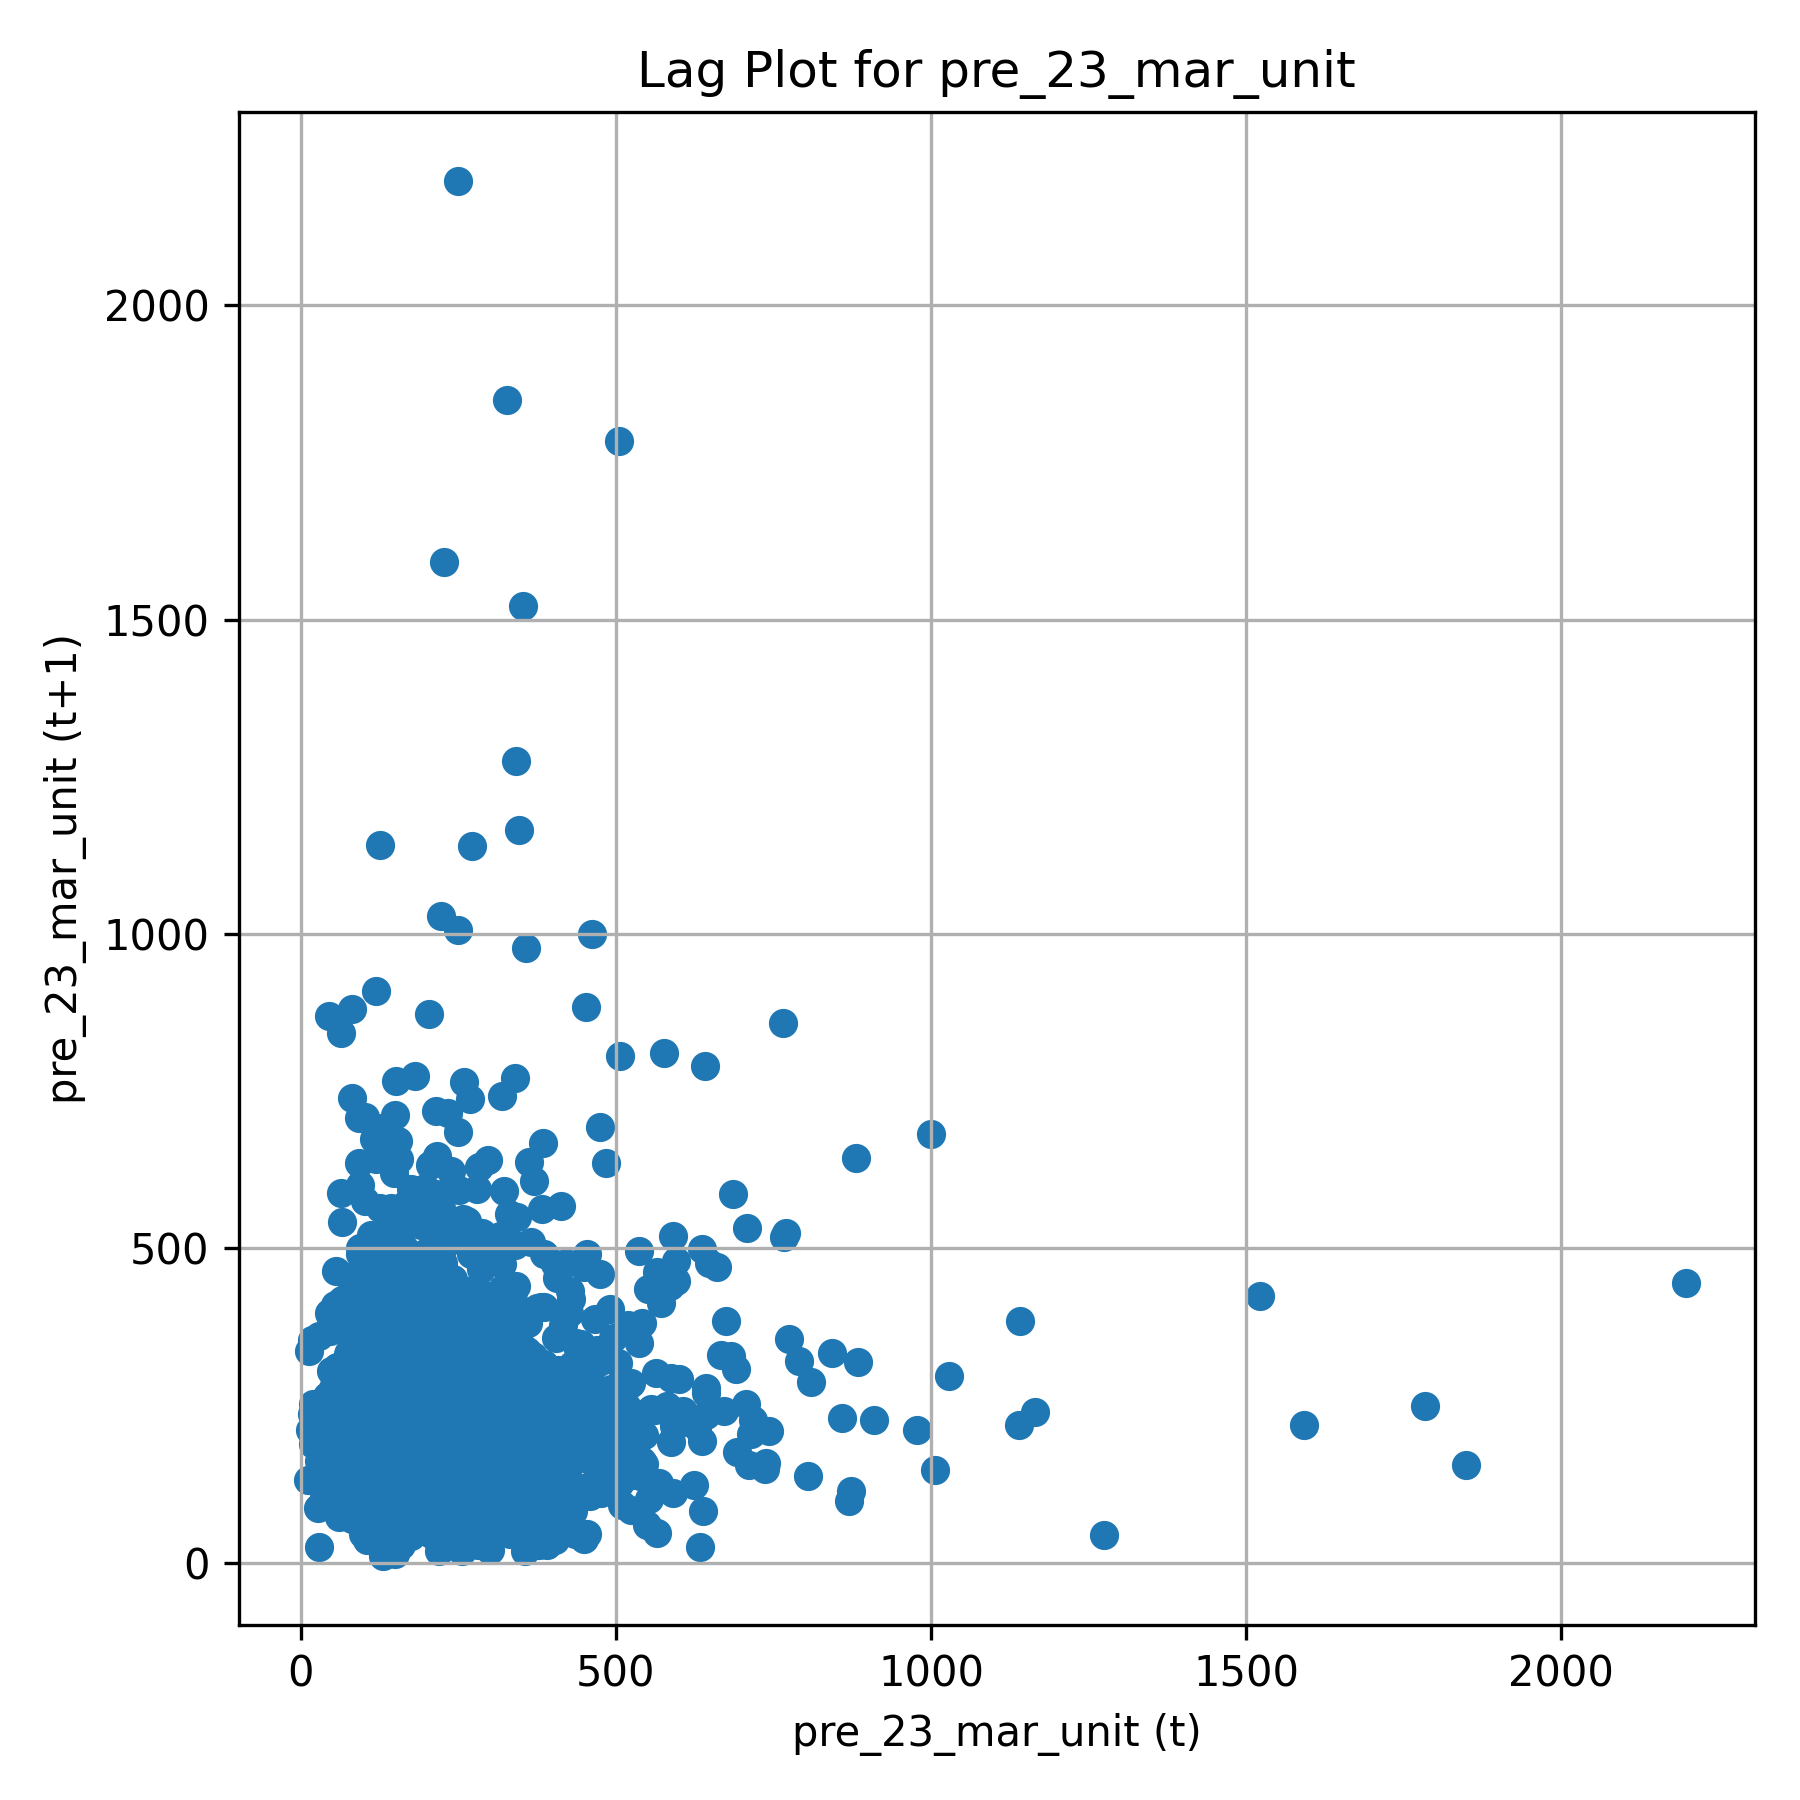 Lag Plot for pre_23_mar_unit
2000
1500
1000
500
0
pre_23_mar_unit (t+1)
0 500 1000 1500 2000
pre_23_mar_unit (t)